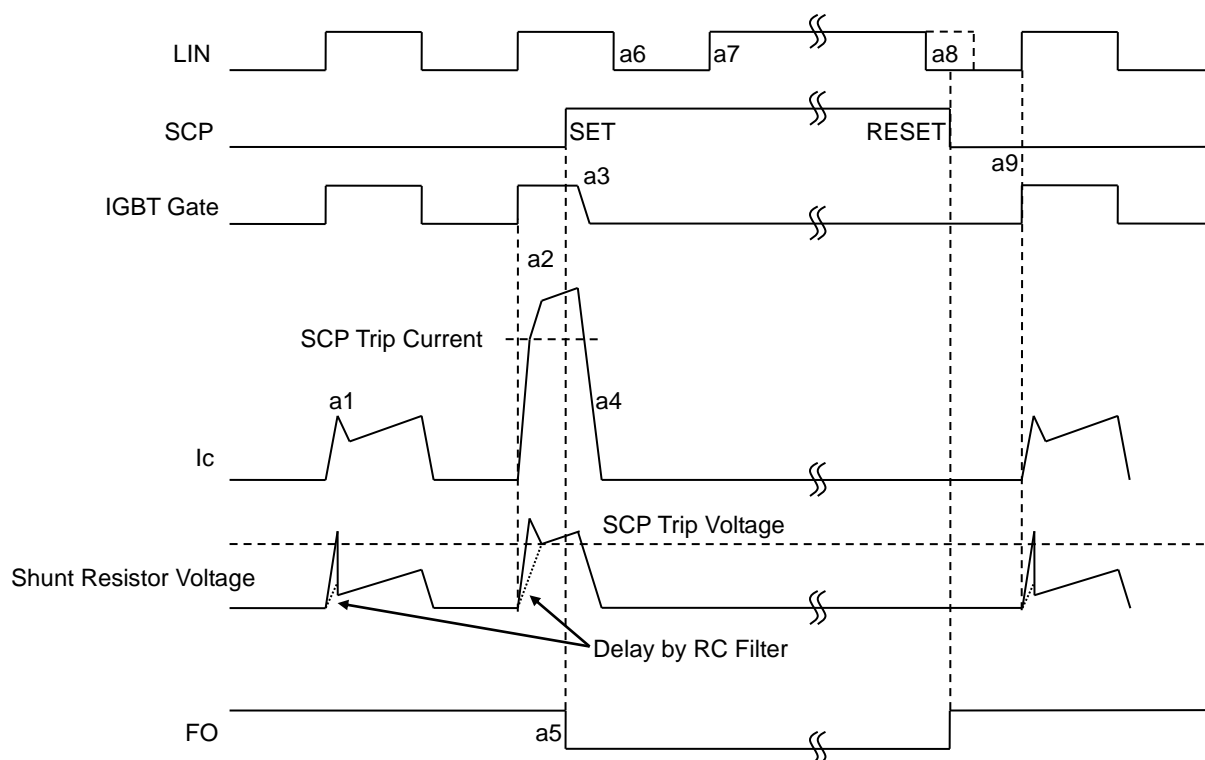 LIN
a6
a7
a8
SCP
SET
RESET
a9
IGBT Gate
a3
a2
SCP Trip Current
a1
a4
Ic
SCP Trip Voltage
Shunt Resistor Voltage
Delay by RC Filter
FO
a5